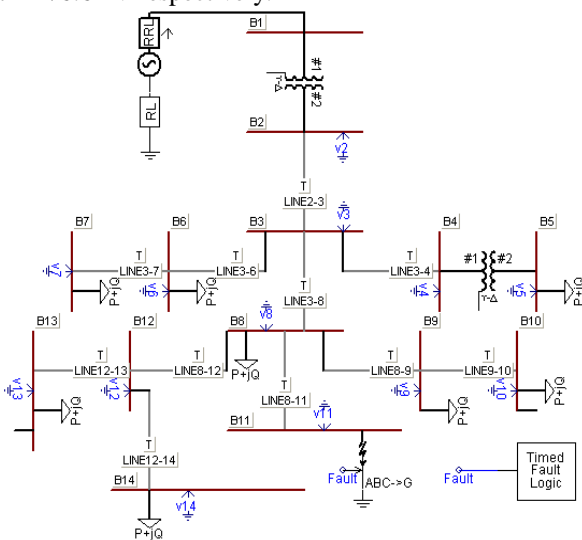 RRL
RL
B1
#1
#2
Y-Δ
B2
v2
T
LINE2-3
B7
B6
B3
v3
B4
B5
T
LINE3-7
T
LINE3-6
T
LINE3-4
#1
#2
Y-Δ
v7
P+jQ
v6
P+jQ
v4
v5
P+jQ
T
LINE3-8
B13
B12
B8
v8
B9
B10
T
LINE12-13
T
LINE8-12
P+jQ
T
LINE8-9
T
LINE9-10
v13
P+jQ
v12
T
LINE8-11
v9
P+jQ
v10
P+jQ
B11
v11
T
LINE12-14
Fault
ABC->G
Fault
Timed
Fault
Logic
B14
v14
P+jQ